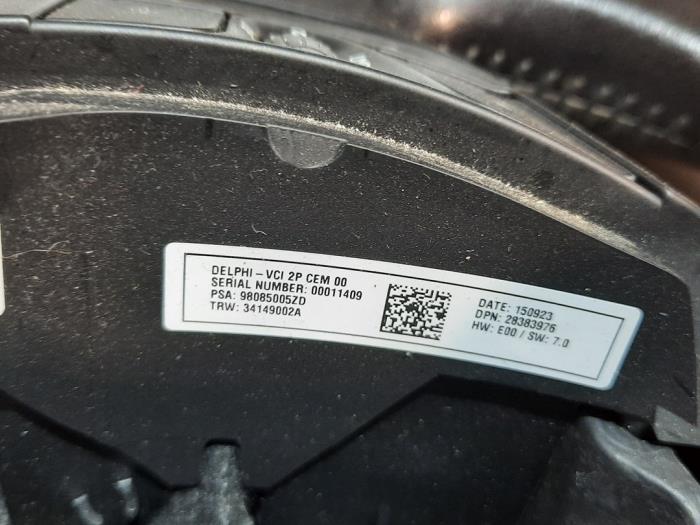 DELPHI - VCI 2P CEM 00
SERIAL NUMBER: 00011409
PSA: 98085005ZD
TRW: 34149002A
DATE: 150923
DPN: 28383976
HW: E00 / SW: 7.0